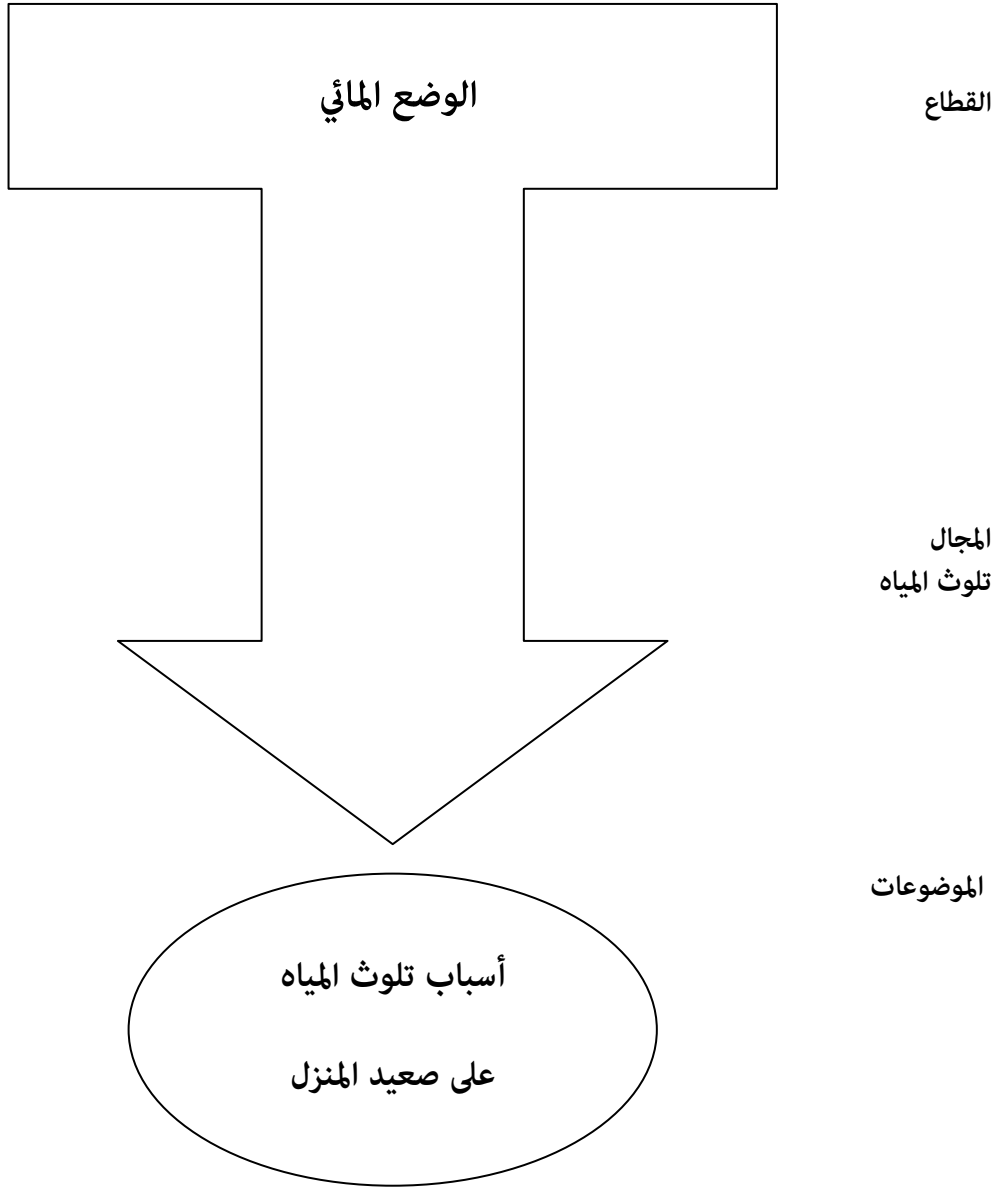 القطاع
الوضع المائي
المجال
تلوث المياه
الموضوعات
أسباب تلوث المياه
على صعيد المنزل